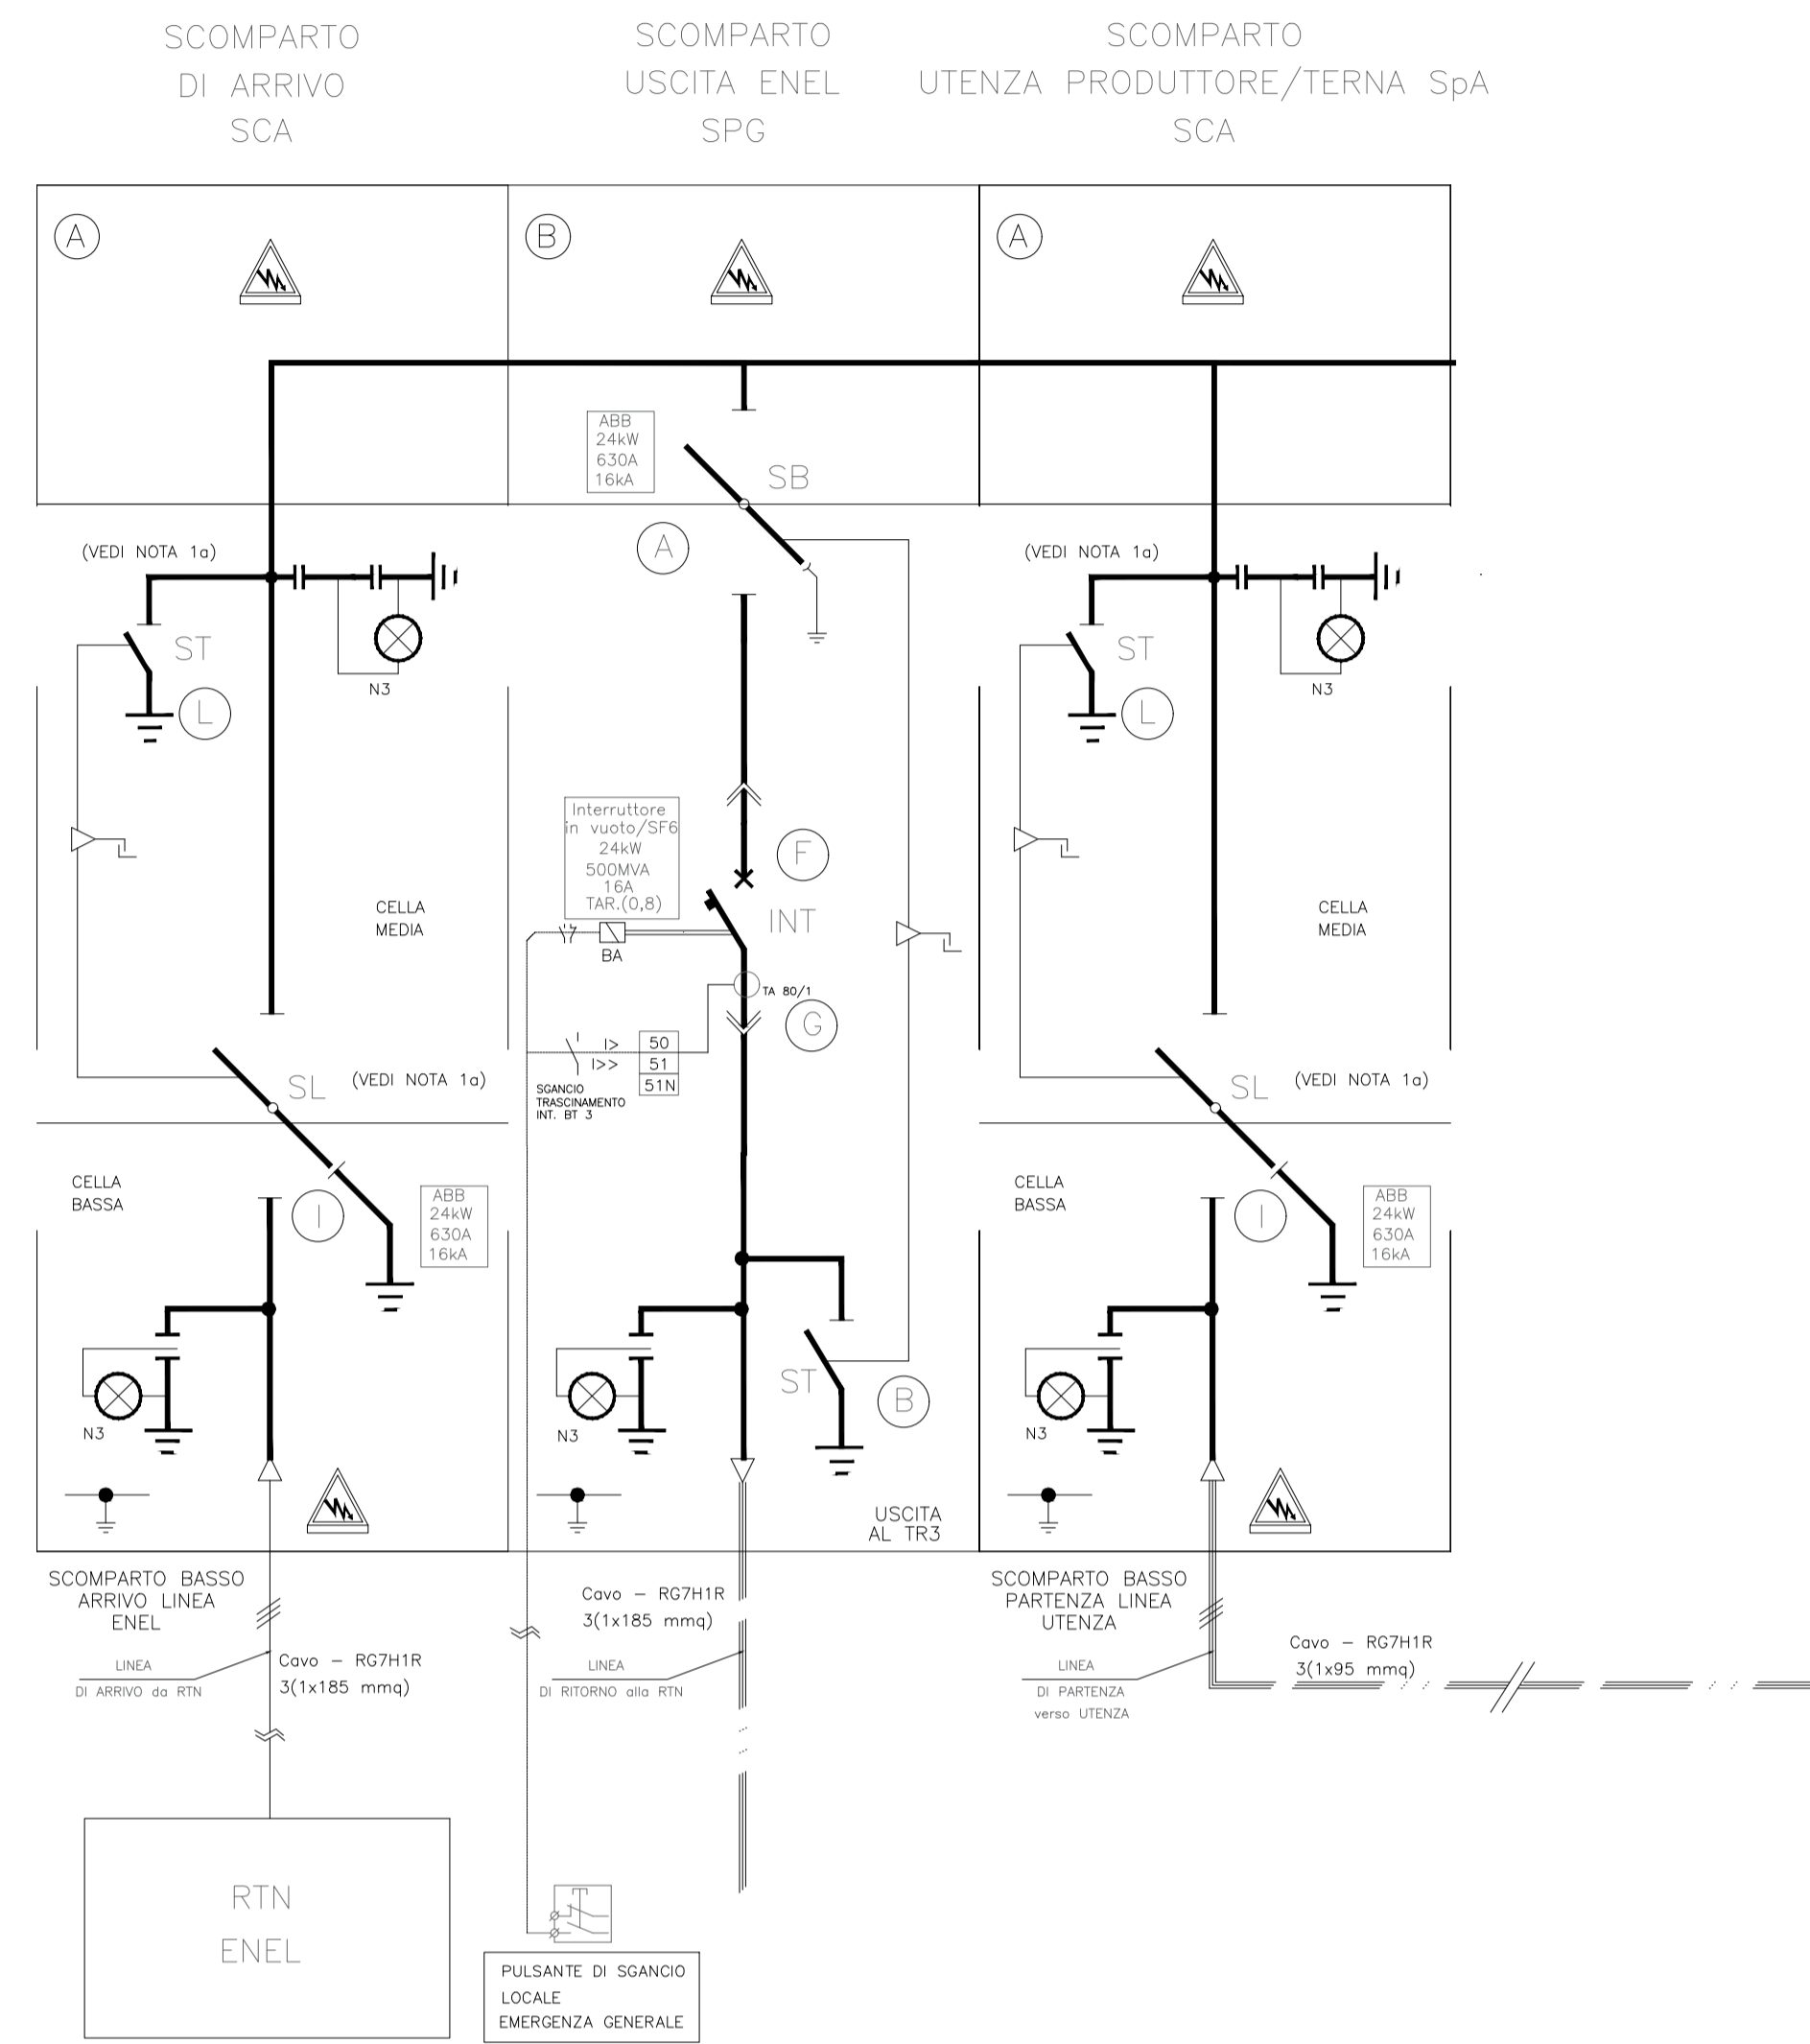 SCOMPARTO
DI ARRIVO
SCA
SCOMPARTO
USCITA ENEL
SPG
SCOMPARTO
UTENZA PRODUTTORE/TERNA SpA
SCA
A
B
A
ABB
24kW
630A
16kA
SB
A
(VEDI NOTA 1a)
ST
L
N3
(VEDI NOTA 1a)
ST
L
N3
Interruttore
in vuoto/SF6
24kW
500MVA
16A
TAR.(0,8)
F
INT
BA
TA 80/1
G
I>
I>>
50
51
51N
SGANCIO
TRASCINAMENTO
INT. BT 3
CELLA
MEDIA
CELLA
MEDIA
SL
(VEDI NOTA 1a)
SL
(VEDI NOTA 1a)
CELLA
BASSA
I
ABB
24kW
630A
16kA
CELLA
BASSA
I
ABB
24kW
630A
16kA
N3
N3
ST
B
N3
USCITA
AL TR3
SCOMPARTO BASSO
ARRIVO LINEA
ENEL
LINEA
DI ARRIVO da RTN
Cavo - RG7H1R
3(1x185 mmq)
Cavo - RG7H1R
3(1x185 mmq)
LINEA
DI RITORNO alla RTN
SCOMPARTO BASSO
PARTENZA LINEA
UTENZA
LINEA
DI PARTENZA
verso UTENZA
Cavo - RG7H1R
3(1x95 mmq)
RTN
ENEL
PULSANTE DI SGANCIO
LOCALE
EMERGENZA GENERALE